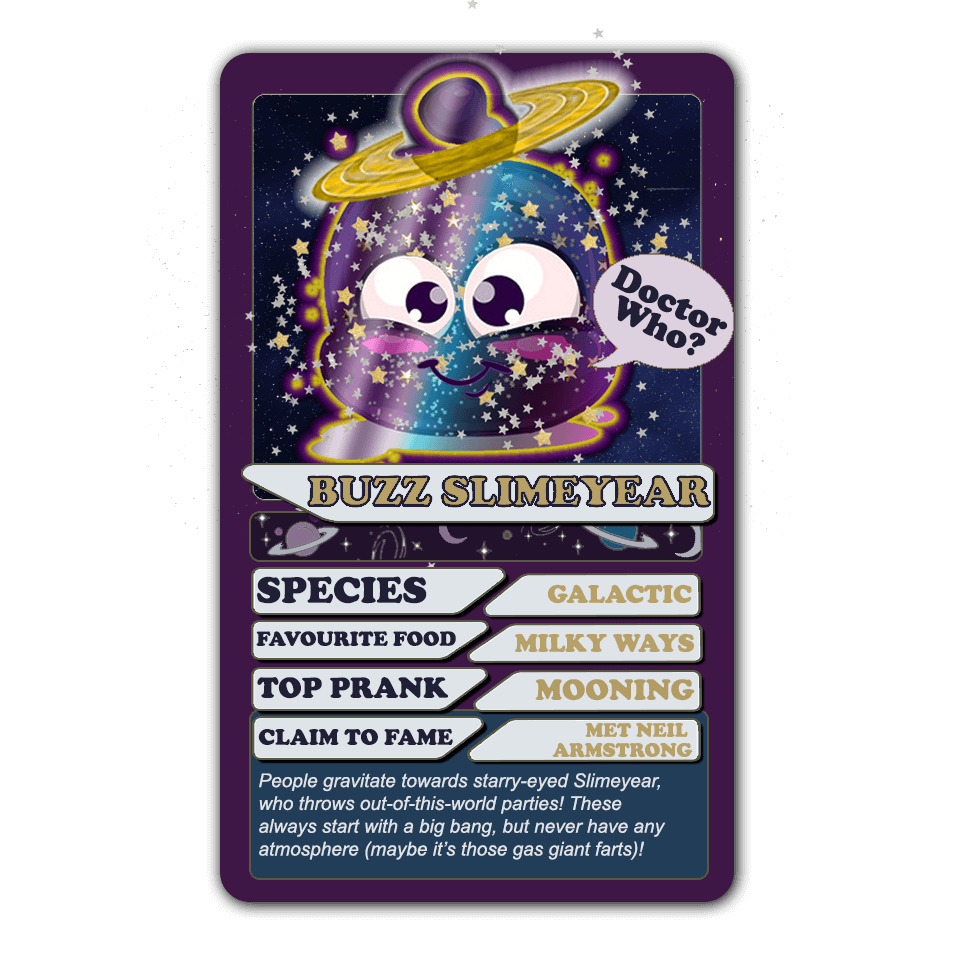 Doctor
Who?
BUZZ SLIMEYEAR
SPECIES GALACTIC
FAVOURITE FOOD MILKY WAYS
TOP PRANK MOONING
CLAIM TO FAME MET NEIL
ARMSTRONG
People gravitate towards starry-eyed Slimeyear,
who throws out-of-this-world parties! These
always start with a big bang, but never have any
atmosphere (maybe it's those gas giant farts)!